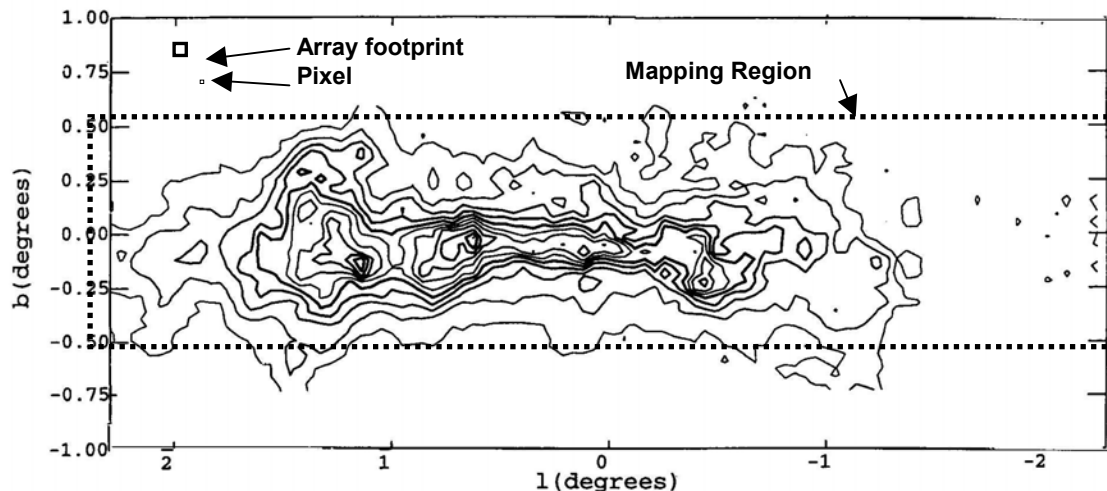 1.00
Array footprint
0.75
Pixel
Mapping Region
0.50
0.25
0.00
-0.25
-0.50
-0.75
-1.00
b(degrees)
2
1
0
-1
-2
l(degrees)